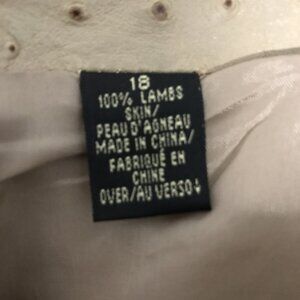 18
100% LAMBS
SKIN/
PEAU D'AGNEAU
MADE IN CHINA/
FABRIQUÉ EN
CHINE
OVER/AU VERSO↓